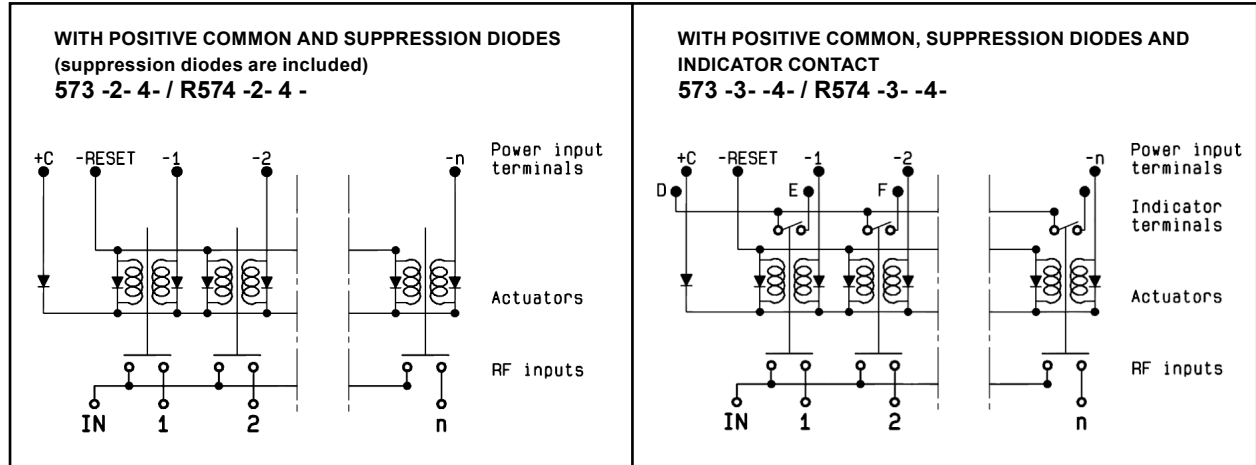 WITH POSITIVE COMMON AND SUPPRESSION DIODES
(suppression diodes are included)
573 -2- 4- / R574 -2- 4 -
+C -RESET -1 -2 -n
Power input
terminals
Actuators
RF inputs
IN 1 2 n
WITH POSITIVE COMMON, SUPPRESSION DIODES AND
INDICATOR CONTACT
573 -3- -4- / R574 -3- -4-
+C -RESET -1 -2 -n
Power input
terminals
D E F
Indicator
terminals
Actuators
RF inputs
IN 1 2 n